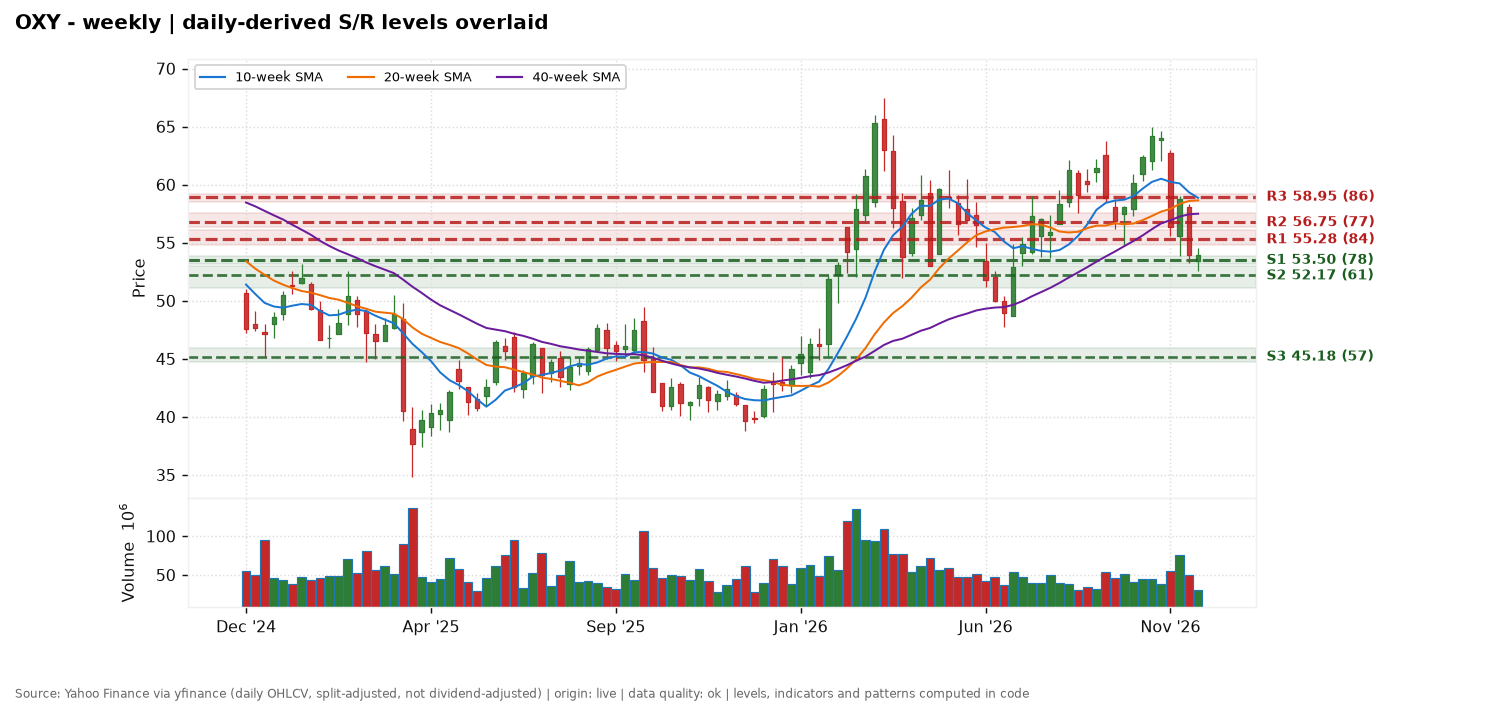 OXY - weekly | daily-derived S/R levels overlaid
10-week SMA
20-week SMA
40-week SMA
70
65
60
55
50
45
40
35
Price
R3 58.95 (86)
R2 56.75 (77)
R1 55.28 (84)
S1 53.50 (78)
S2 52.17 (61)
S3 45.18 (57)
100
50
Volume 10⁶
Dec '24
Apr '25
Sep '25
Jan '26
Jun '26
Nov '26
Source: Yahoo Finance via yfinance (daily OHLCV, split-adjusted, not dividend-adjusted) | origin: live | data quality: ok | levels, indicators and patterns computed in code